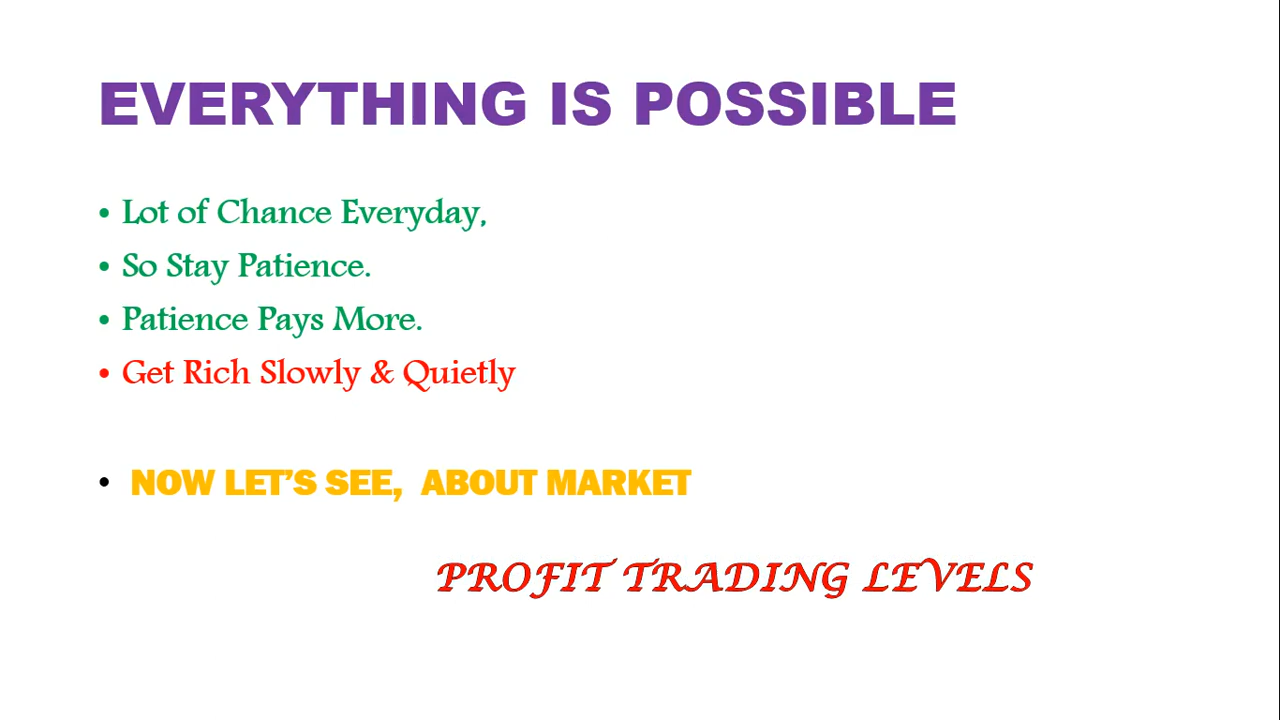 EVERYTHING IS POSSIBLE
• Lot of Chance Everyday,
• So Stay Patience.
• Patience Pays More.
• Get Rich Slowly & Quietly
• NOW LET’S SEE, ABOUT MARKET
PROFIT TRADING LEVELS